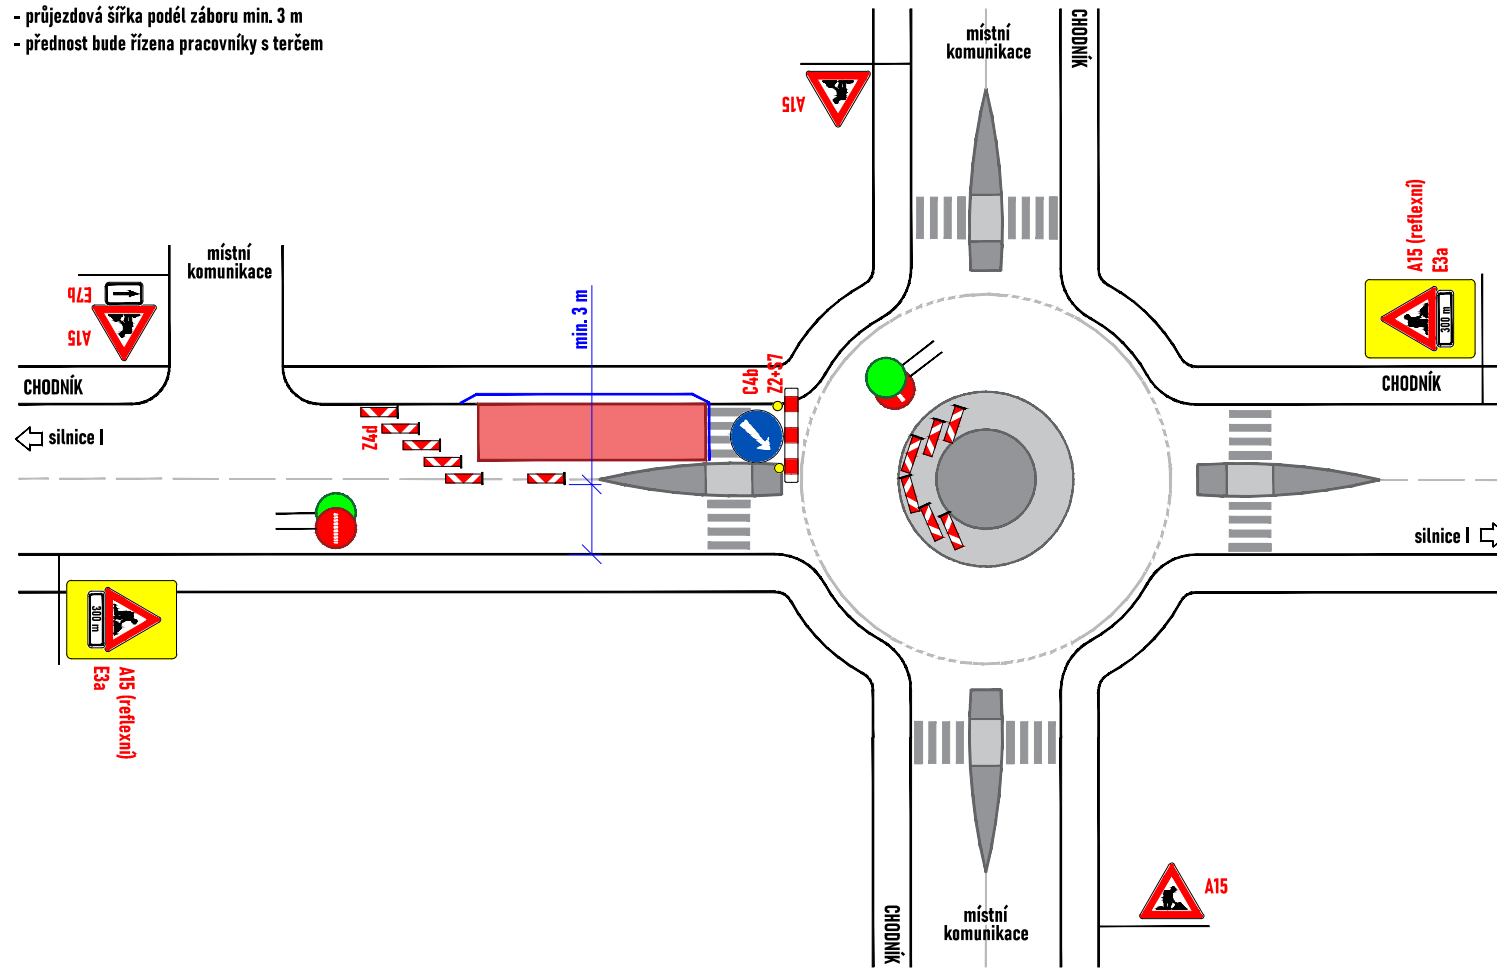 - průjezdová šířka podél záboru min. 3 m
- přednost bude řízena pracovníky s terčem
místní
komunikace
CHODNÍK
A15
A15 (reflexní)
E3a
300 m
místní
komunikace
E7b
A15
min. 3 m
C4b
Z2+S7
CHODNÍK
CHODNÍK
silnice I
Z4d
silnice I
300 m
A15 (reflexní)
E3a
A15
CHODNÍK
místní
komunikace